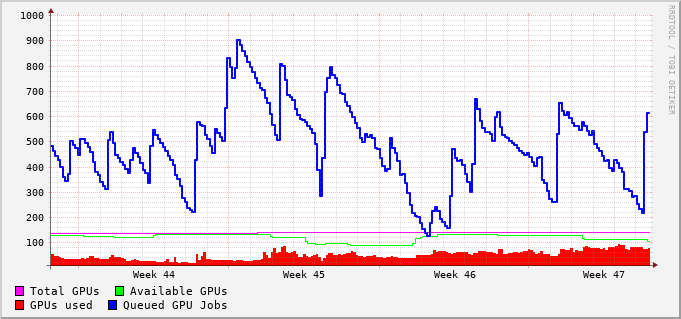 1000
900
800
700
600
500
400
300
200
100
Week 44 Week 45 Week 46 Week 47
Total GPUs Available GPUs
GPUs used Queued GPU Jobs
RRDTOOL / TOBI OETIKER